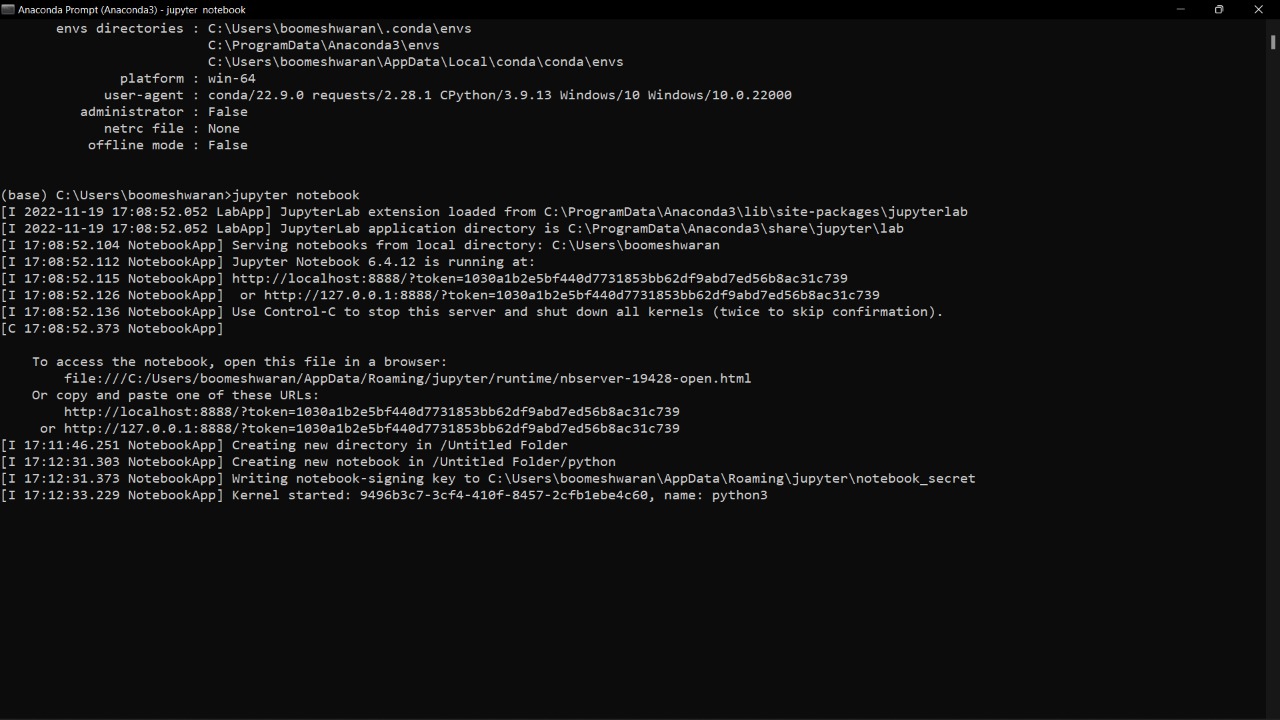 Anaconda Prompt (Anaconda3) - jupyter notebook
envs directories : C:\Users\boomeshwaran\.conda\envs
C:\ProgramData\Anaconda3\envs
C:\Users\boomeshwaran\AppData\Local\conda\conda\envs
platform : win-64
user-agent : conda/22.9.0 requests/2.28.1 CPython/3.9.13 Windows/10 Windows/10.0.22000
administrator : False
netrc file : None
offline mode : False
(base) C:\Users\boomeshwaran>jupyter notebook
[I 2022-11-19 17:08:52.052 LabApp] JupyterLab extension loaded from C:\ProgramData\Anaconda3\lib\site-packages\jupyterlab
[I 2022-11-19 17:08:52.052 LabApp] JupyterLab application directory is C:\ProgramData\Anaconda3\share\jupyter\lab
[I 17:08:52.104 NotebookApp] Serving notebooks from local directory: C:\Users\boomeshwaran
[I 17:08:52.112 NotebookApp] Jupyter Notebook 6.4.12 is running at:
[I 17:08:52.115 NotebookApp] http://localhost:8888/?token=1030a1b2e5bf440d7731853bb62df9abd7ed56b8ac31c739
[I 17:08:52.126 NotebookApp]  or http://127.0.0.1:8888/?token=1030a1b2e5bf440d7731853bb62df9abd7ed56b8ac31c739
[I 17:08:52.136 NotebookApp] Use Control-C to stop this server and shut down all kernels (twice to skip confirmation).
[C 17:08:52.373 NotebookApp]
To access the notebook, open this file in a browser:
file:///C:/Users/boomeshwaran/AppData/Roaming/jupyter/runtime/nbserver-19428-open.html
Or copy and paste one of these URLs:
http://localhost:8888/?token=1030a1b2e5bf440d7731853bb62df9abd7ed56b8ac31c739
or http://127.0.0.1:8888/?token=1030a1b2e5bf440d7731853bb62df9abd7ed56b8ac31c739
[I 17:11:46.251 NotebookApp] Creating new directory in /Untitled Folder
[I 17:12:31.303 NotebookApp] Creating new notebook in /Untitled Folder/python
[I 17:12:31.373 NotebookApp] Writing notebook-signing key to C:\Users\boomeshwaran\AppData\Roaming\jupyter\notebook_secret
[I 17:12:33.229 NotebookApp] Kernel started: 9496b3c7-3cf4-410f-8457-2cfb1ebe4c60, name: python3